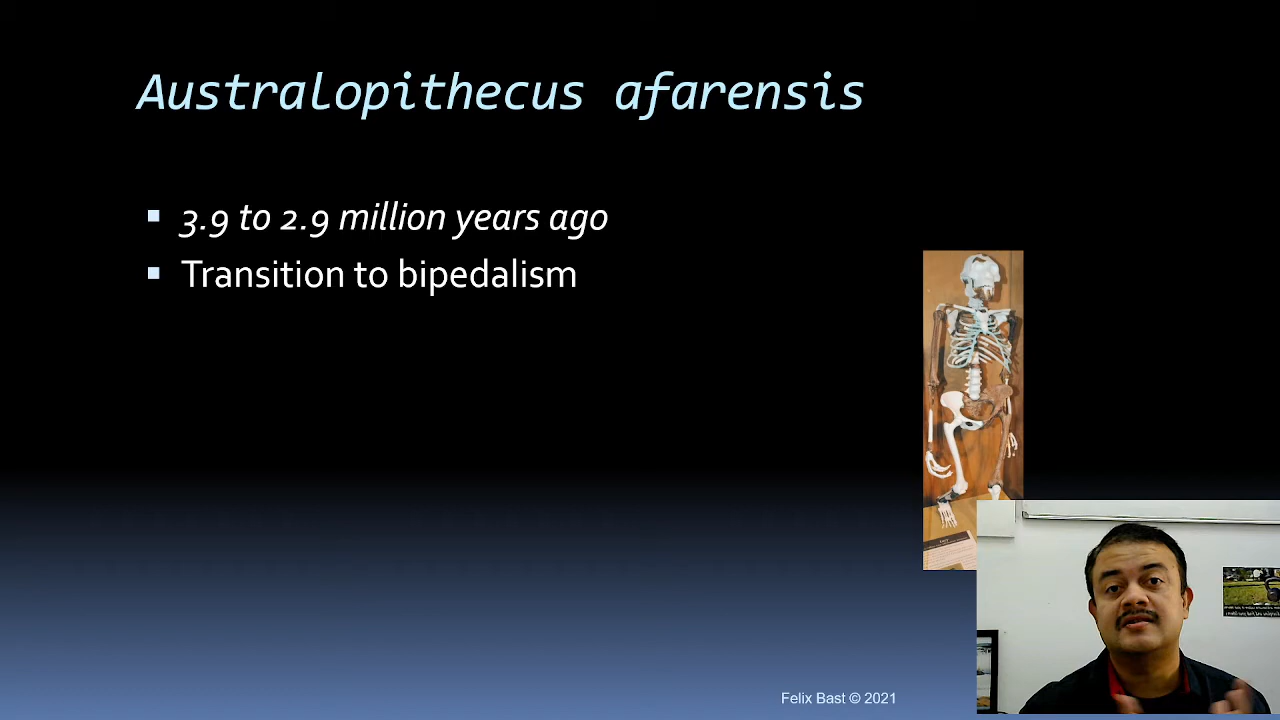 Australopithecus afarensis
3.9 to 2.9 million years ago
Transition to bipedalism
Felix Bast © 2021